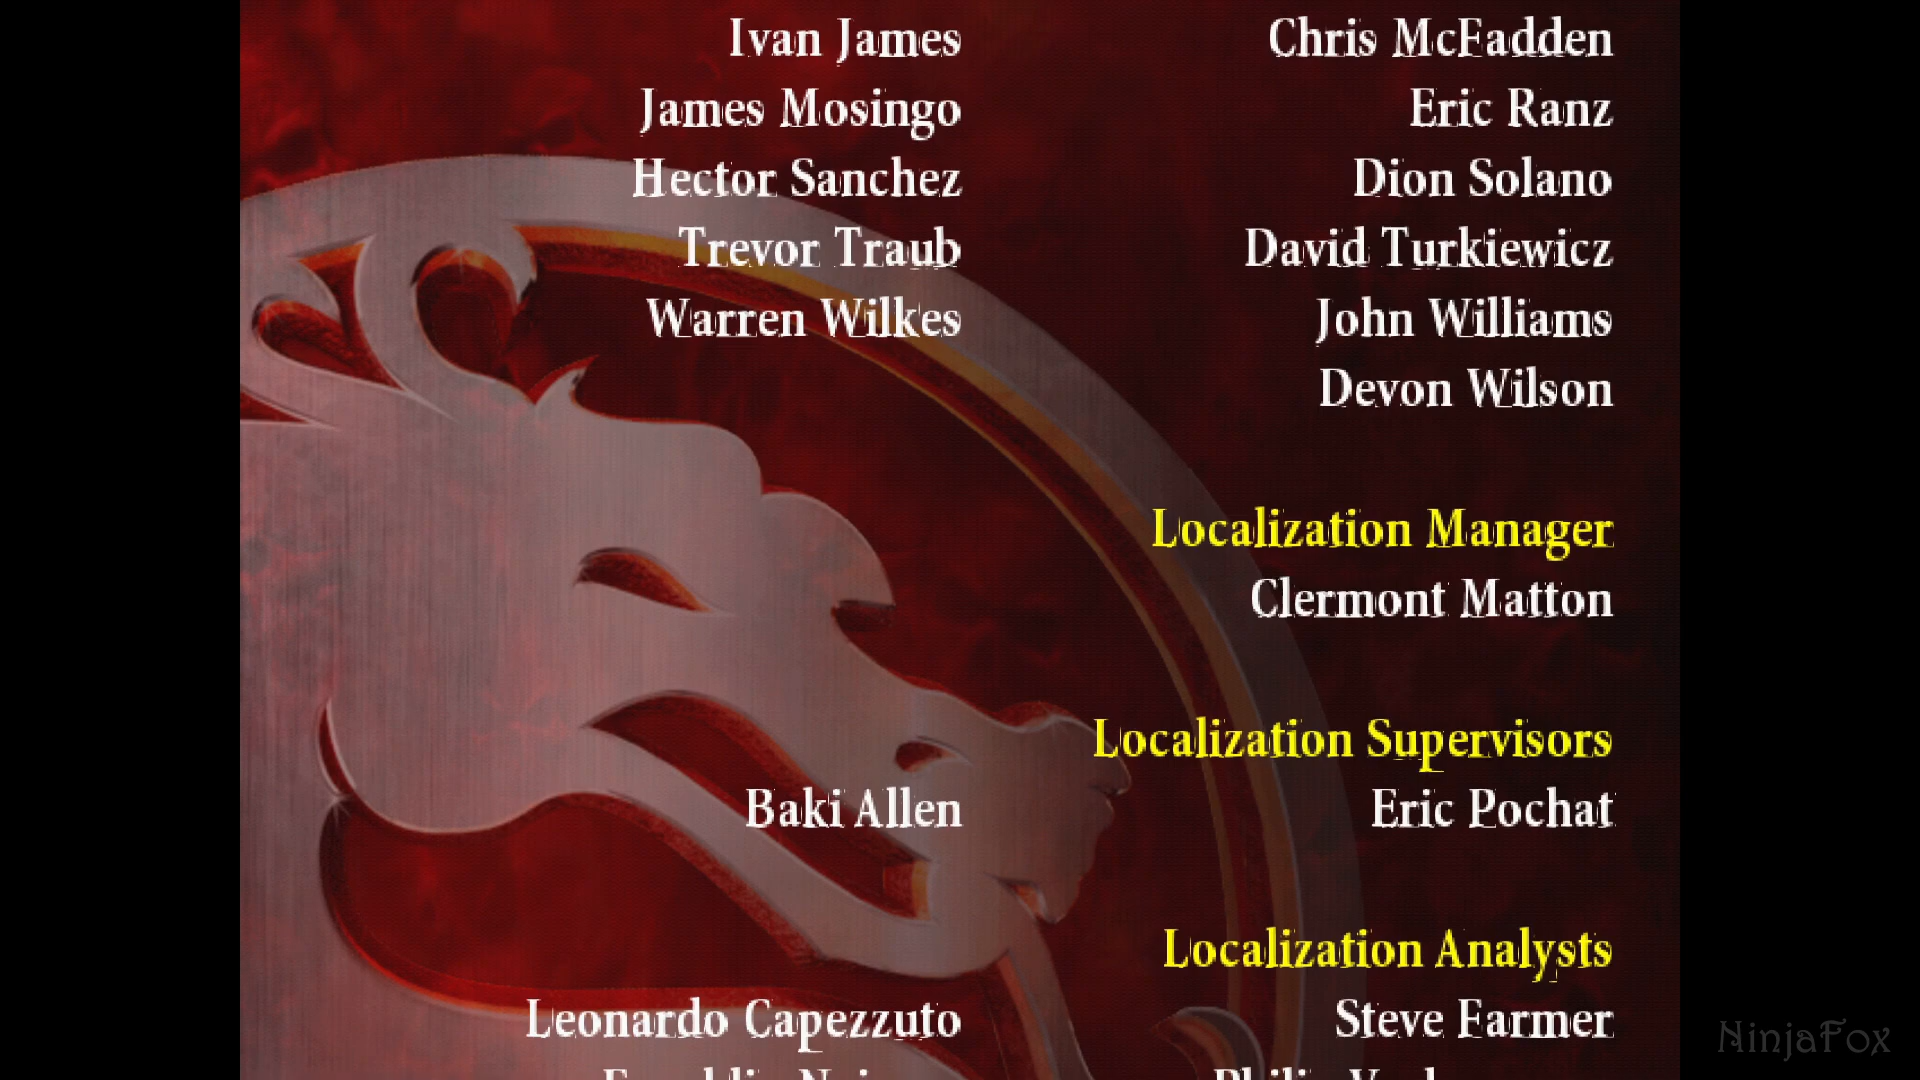 Ivan James Chris McFadden
James Mosingo Eric Ranz
Hector Sanchez Dion Solano
Trevor Traub David Turkiewicz
Warren Wilkes John Williams
Devon Wilson
Localization Manager
Clermont Matton
Localization Supervisors
Baki Allen Eric Pochat
Localization Analysts
Leonardo Capezzuto Steve Farmer
NinjaFox